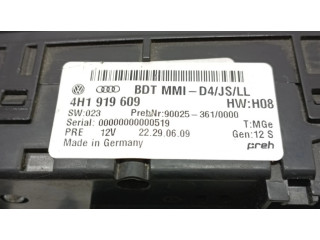 BDT MMI-D4/JS/LL
4H1 919 609 HW:H08
SW:023 PrehNr:90025-361/0000
Serial: 00000000000519 T:MGe
PRE 12V 22.29.06.09 Gen:12 S
Made in Germany preh